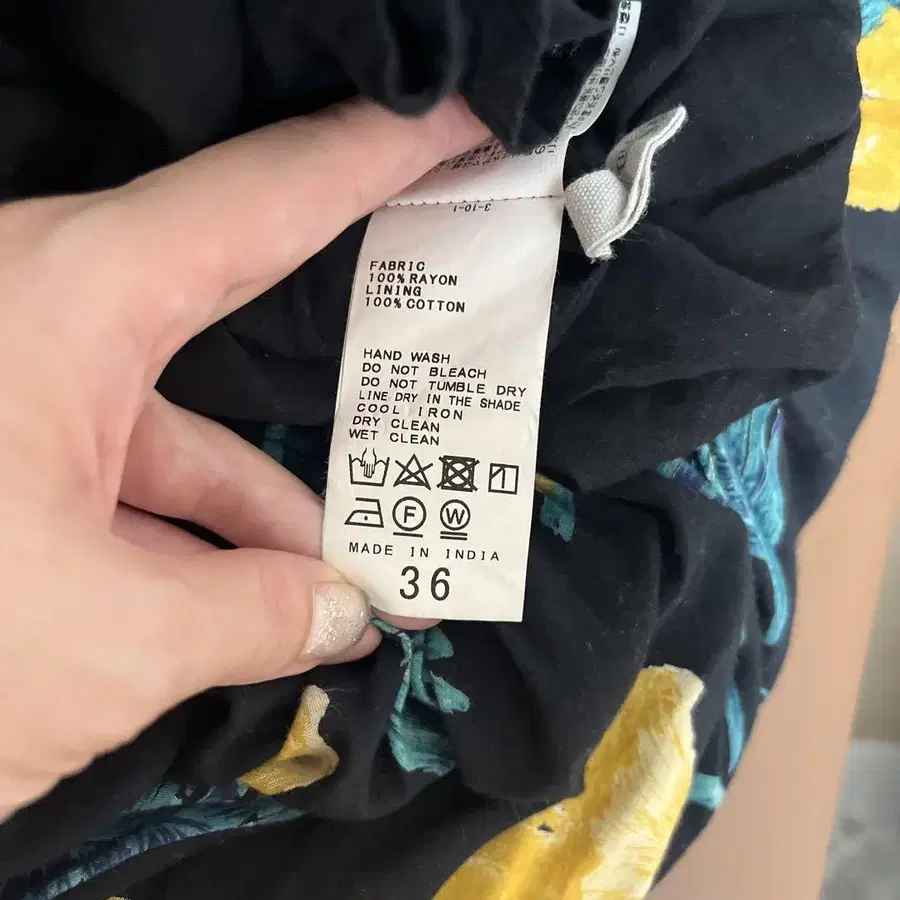 3-10-1
FABRIC
100% RAYON
LINING
100% COTTON
HAND WASH
DO NOT BLEACH
DO NOT TUMBLE DRY
LINE DRY IN THE SHADE
COOL IRON
DRY CLEAN
WET CLEAN
F W
MADE IN INDIA
36